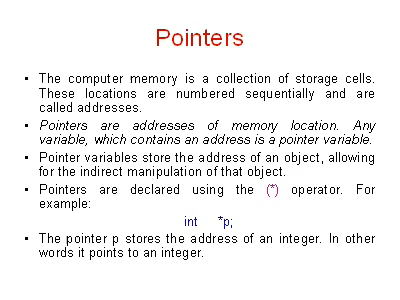 Pointers
• The computer memory is a collection of storage cells.
These locations are numbered sequentially and are
called addresses.
• Pointers are addresses of memory location. Any
variable, which contains an address is a pointer variable.
• Pointer variables store the address of an object, allowing
for the indirect manipulation of that object.
• Pointers are declared using the (*) operator. For
example:
int *p;
• The pointer p stores the address of an integer. In other
words it points to an integer.